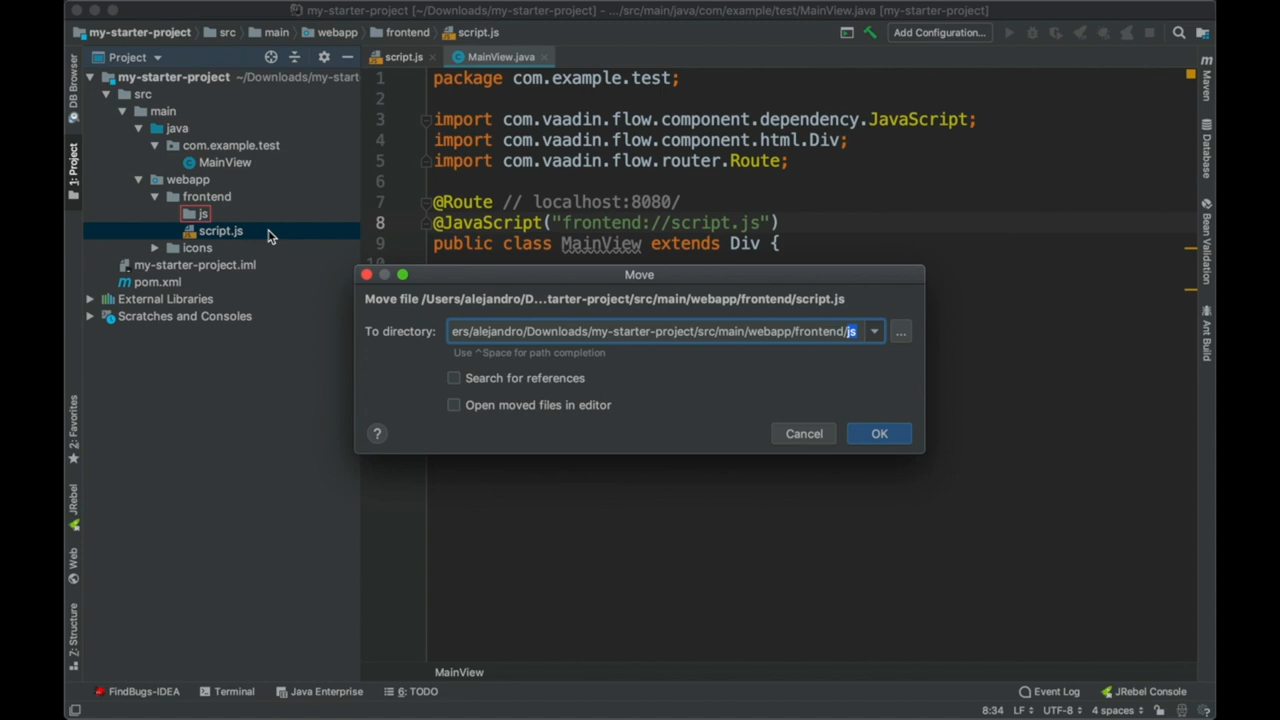 my-starter-project [~/Downloads/my-starter-project] - .../src/main/java/com/example/test/MainView.java [my-starter-project]
my-starter-project src main webapp frontend script.js Add Configuration...
Project
script.js MainView.java
my-starter-project ~/Downloads/my-start
src
main
java
com.example.test
MainView
webapp
frontend
js
script.js
icons
my-starter-project.iml
pom.xml
External Libraries
Scratches and Consoles
DB Browser
1: Project
2: Favorites
JRebel
Web
Z: Structure
1 package com.example.test;
2
3 import com.vaadin.flow.component.dependency.JavaScript;
4 import com.vaadin.flow.component.html.Div;
5 import com.vaadin.flow.router.Route;
6
7 @Route // localhost:8080/
8 @JavaScript("frontend://script.js")
9 public class MainView extends Div {
10
Move
Move file /Users/alejandro/D...tarter-project/src/main/webapp/frontend/script.js
To directory: ers/alejandro/Downloads/my-starter-project/src/main/webapp/frontend/js ...
Use ^Space for path completion
Search for references
Open moved files in editor
? Cancel OK
Maven
Database
Bean Validation
Ant Build
MainView
FindBugs-IDEA Terminal Java Enterprise 6: TODO Event Log JRebel Console
8:34 LF UTF-8 4 spaces